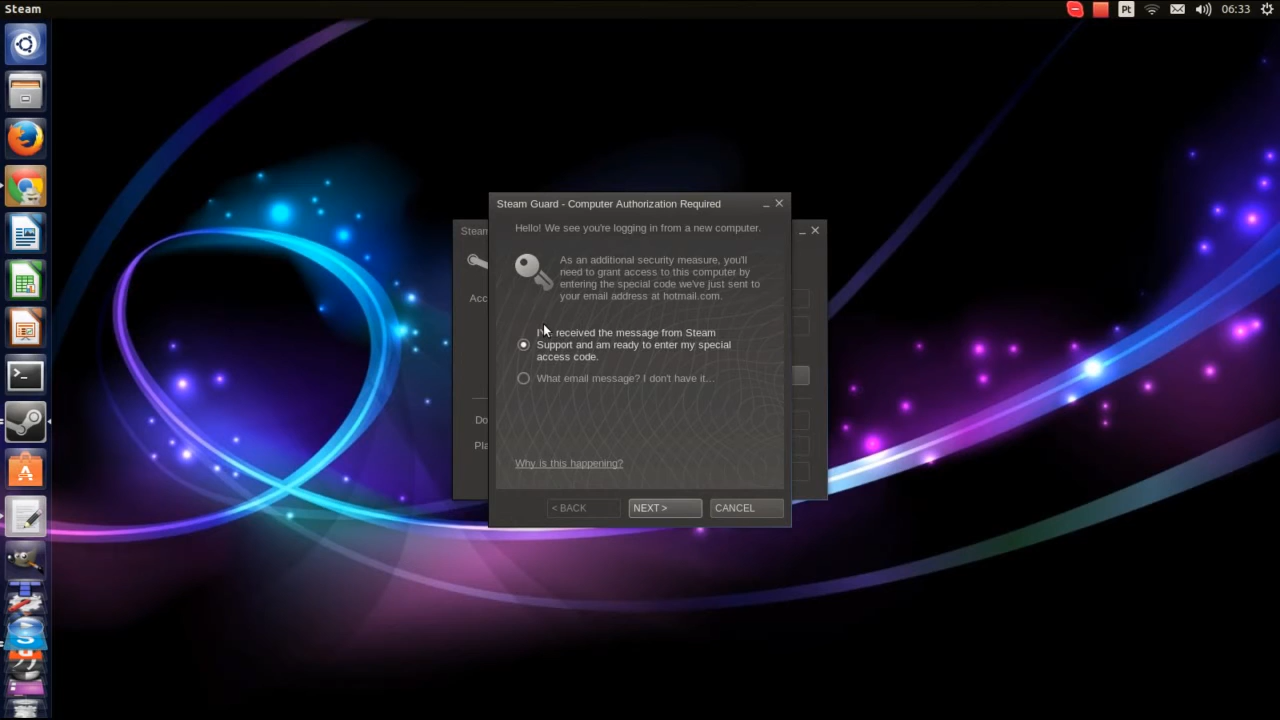 Steam
Pt
06:33
Steam Guard - Computer Authorization Required
Hello! We see you're logging in from a new computer.
As an additional security measure, you'll
need to grant access to this computer by
entering the special code we've just sent to
your email address at hotmail.com.
received the message from Steam
Support and am ready to enter my special
access code.
What email message? I don't have it...
Why is this happening?
< BACK
NEXT >
CANCEL
Steam
Acc
Do
Pla